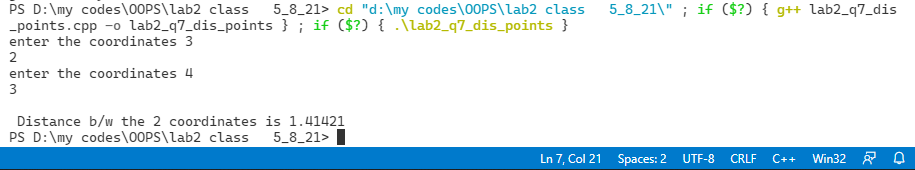 PS D:\my codes\OOPS\lab2 class   5_8_21> cd "d:\my codes\OOPS\lab2 class   5_8_21\" ; if ($?) { g++ lab2_q7_dis
_points.cpp -o lab2_q7_dis_points } ; if ($?) { .\lab2_q7_dis_points }
enter the coordinates 3
2
enter the coordinates 4
3
 Distance b/w the 2 coordinates is 1.41421
PS D:\my codes\OOPS\lab2 class   5_8_21>
Ln 7, Col 21 Spaces: 2 UTF-8 CRLF C++ Win32